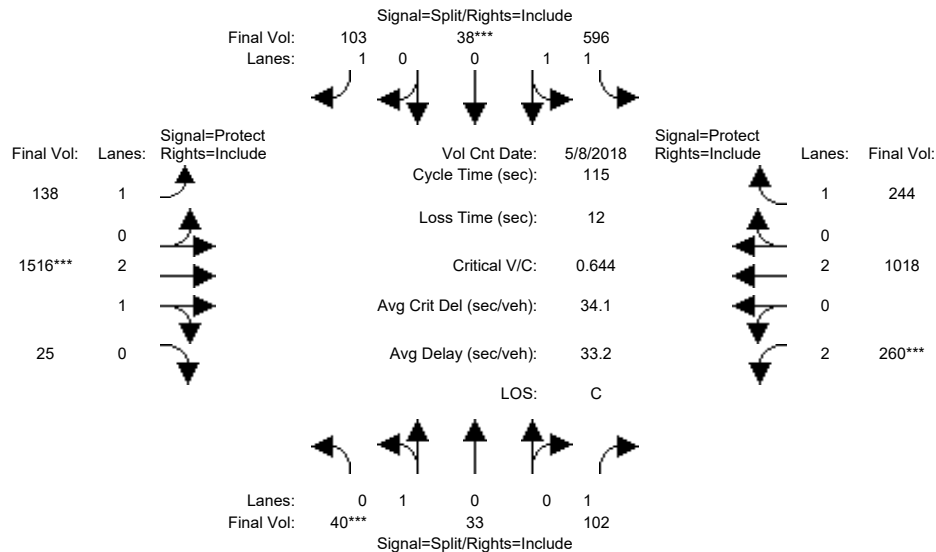 Signal=Split/Rights=Include
Final Vol: 103 38*** 596
Lanes: 1 0 0 1 1
Signal=Protect
Final Vol: Lanes: Rights=Include
Vol Cnt Date: 5/8/2018
Signal=Protect
Rights=Include Lanes: Final Vol:
Cycle Time (sec): 115
138 1
1 244
Loss Time (sec): 12
0
0
1516*** 2
Critical V/C: 0.644
2 1018
1
Avg Crit Del (sec/veh): 34.1
0
25 0
Avg Delay (sec/veh): 33.2
2 260***
LOS: C
Lanes: 0 1 0 0 1
Final Vol: 40*** 33 102
Signal=Split/Rights=Include